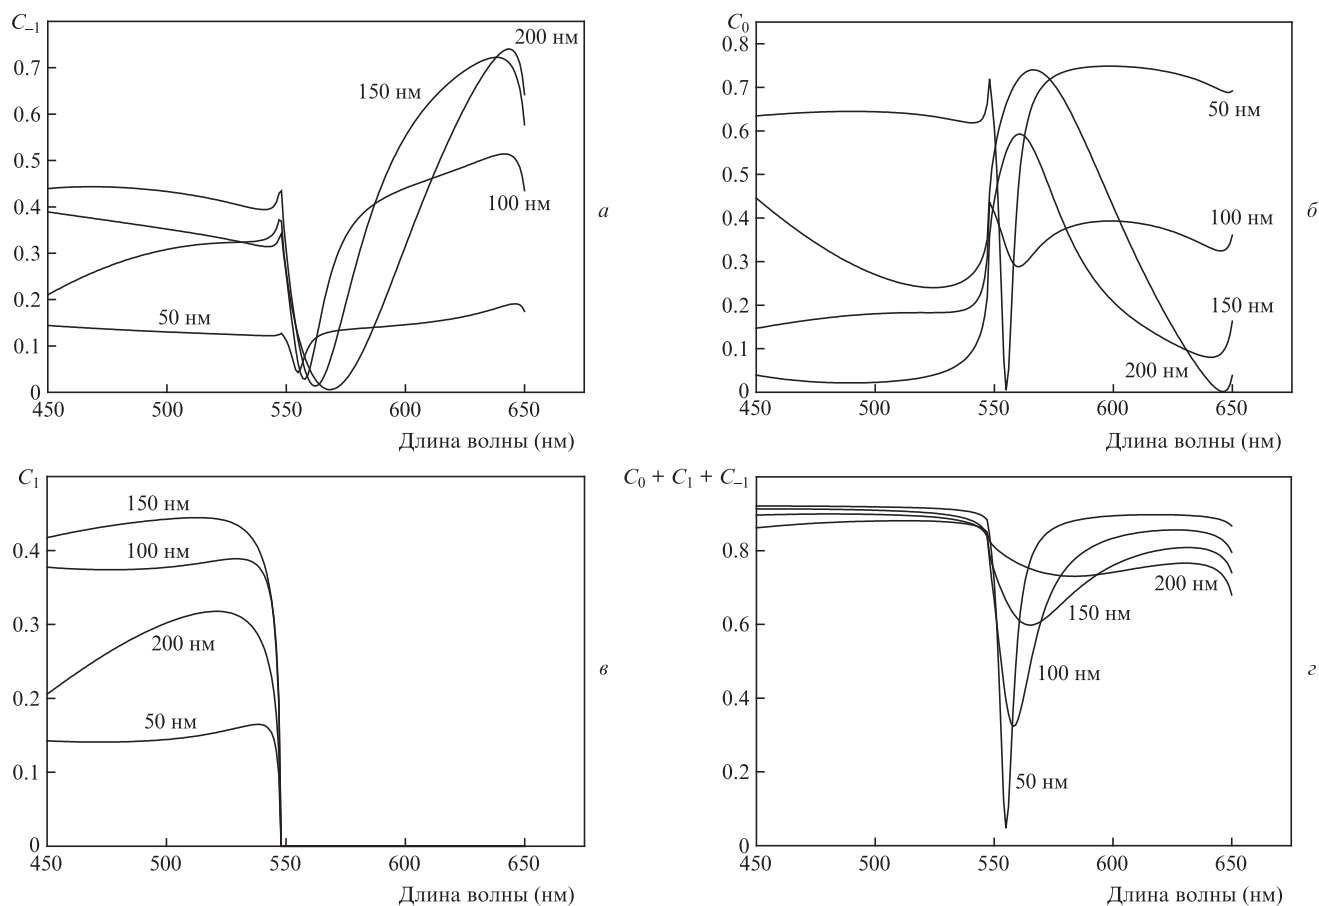 C₋₁
0.7
0.6
0.5
0.4
0.3
0.2
0.1
0
450 500 550 600 650
Длина волны (нм)
200 нм
150 нм
100 нм
50 нм
а
C₀
0.8
0.7
0.6
0.5
0.4
0.3
0.2
0.1
0
450 500 550 600 650
Длина волны (нм)
50 нм
100 нм
150 нм
200 нм
б
C₁
0.4
0.3
0.2
0.1
0
450 500 550 600 650
Длина волны (нм)
150 нм
100 нм
200 нм
50 нм
в
C₀ + C₁ + C₋₁
0.8
0.6
0.4
0.2
0
450 500 550 600 650
Длина волны (нм)
200 нм
150 нм
100 нм
50 нм
г